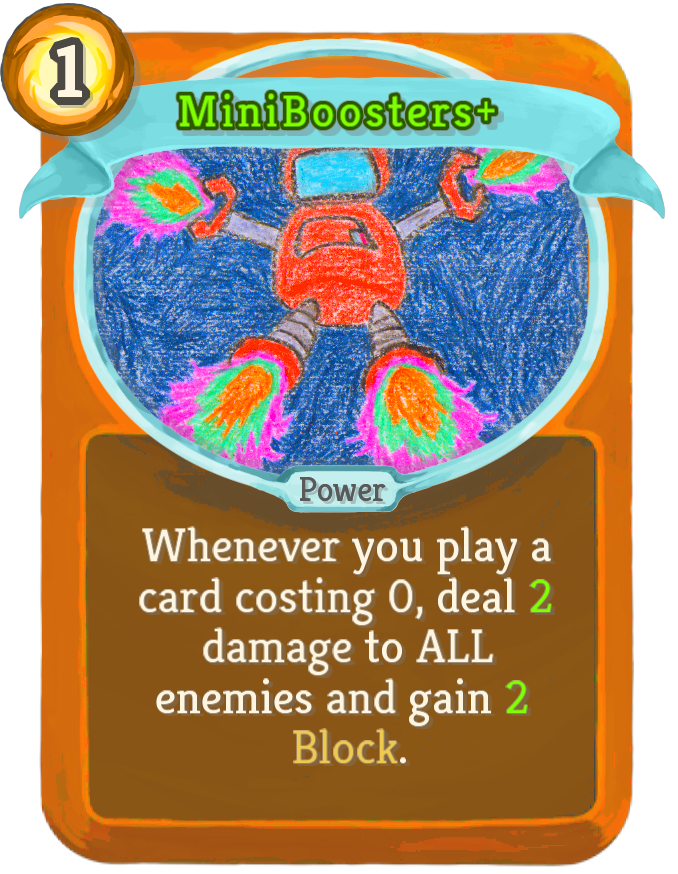 1
MiniBoosters+
Power
Whenever you play a
card costing 0, deal 2
damage to ALL
enemies and gain 2
Block.